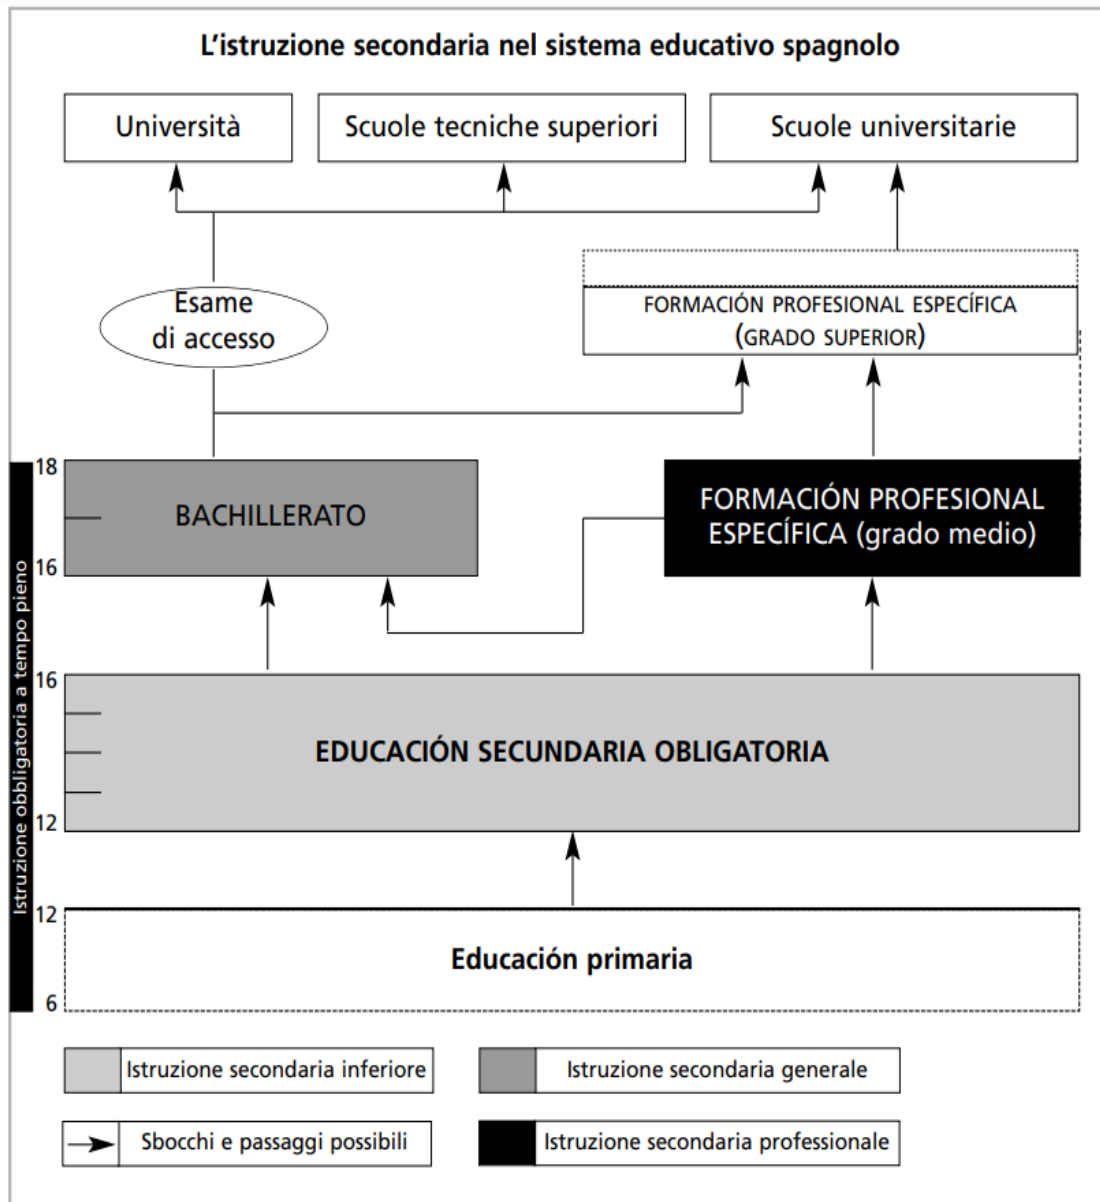 L'istruzione secondaria nel sistema educativo spagnolo
Università
Scuole tecniche superiori
Scuole universitarie
Esame
di accesso
FORMACIÓN PROFESIONAL ESPECÍFICA
(GRADO SUPERIOR)
18
BACHILLERATO
16
FORMACIÓN PROFESIONAL
ESPECÍFICA (grado medio)
Istruzione obbligatoria a tempo pieno
16
EDUCACIÓN SECUNDARIA OBLIGATORIA
12
12
Educación primaria
6
Istruzione secondaria inferiore
Istruzione secondaria generale
Sbocchi e passaggi possibili
Istruzione secondaria professionale